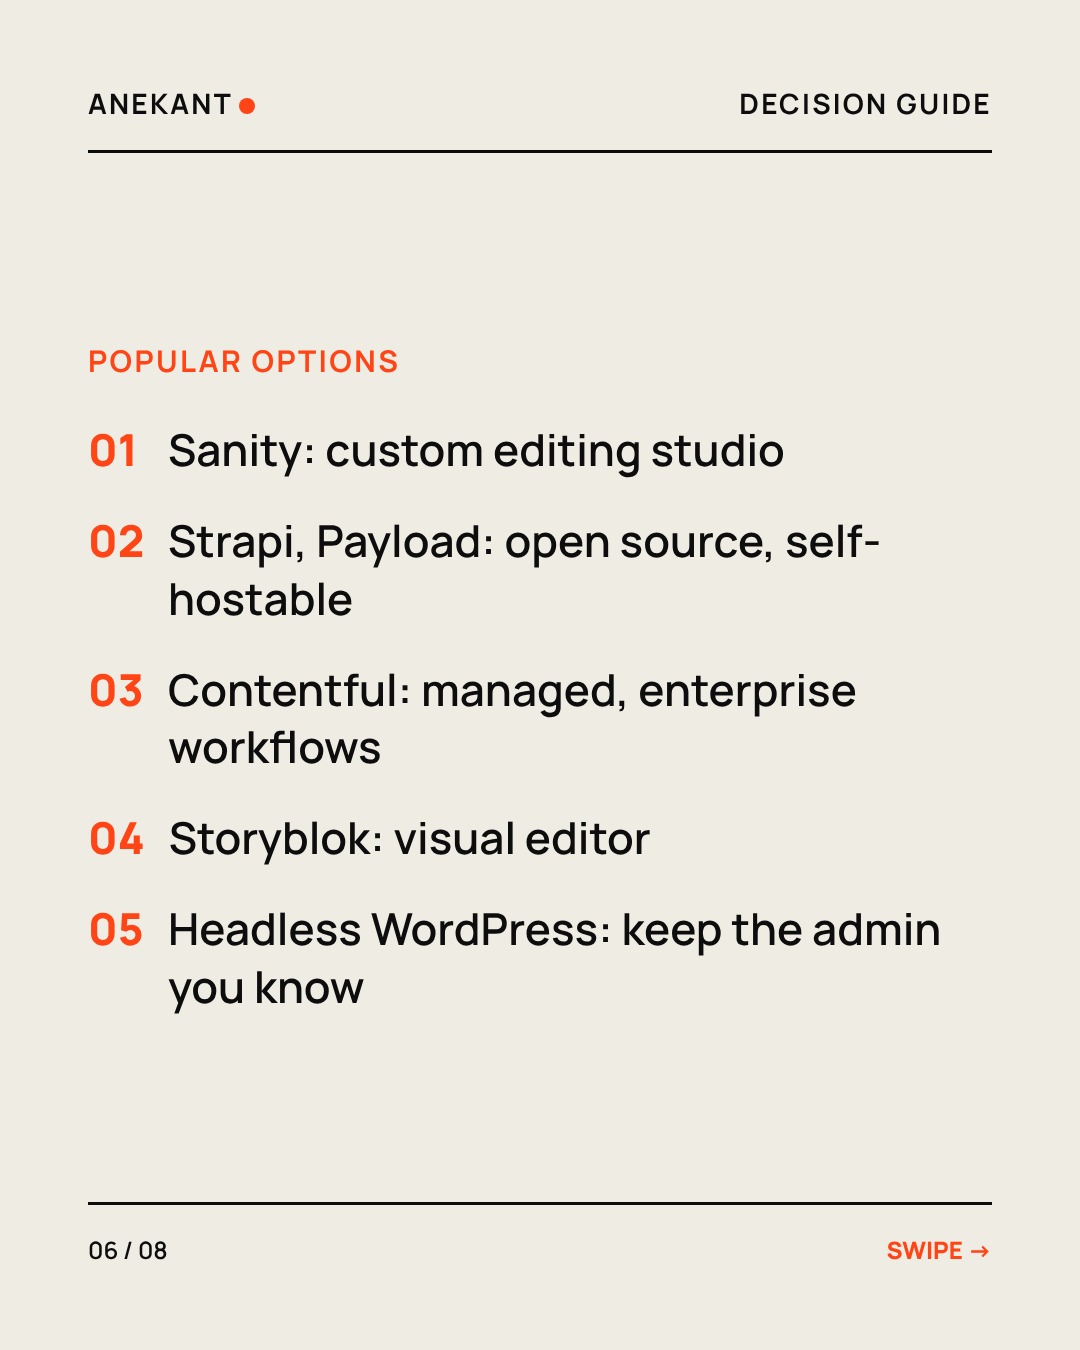 ANEKANT
DECISION GUIDE
POPULAR OPTIONS
01 Sanity: custom editing studio
02 Strapi, Payload: open source, self-
hostable
03 Contentful: managed, enterprise
workflows
04 Storyblok: visual editor
05 Headless WordPress: keep the admin
you know
06 / 08
SWIPE →